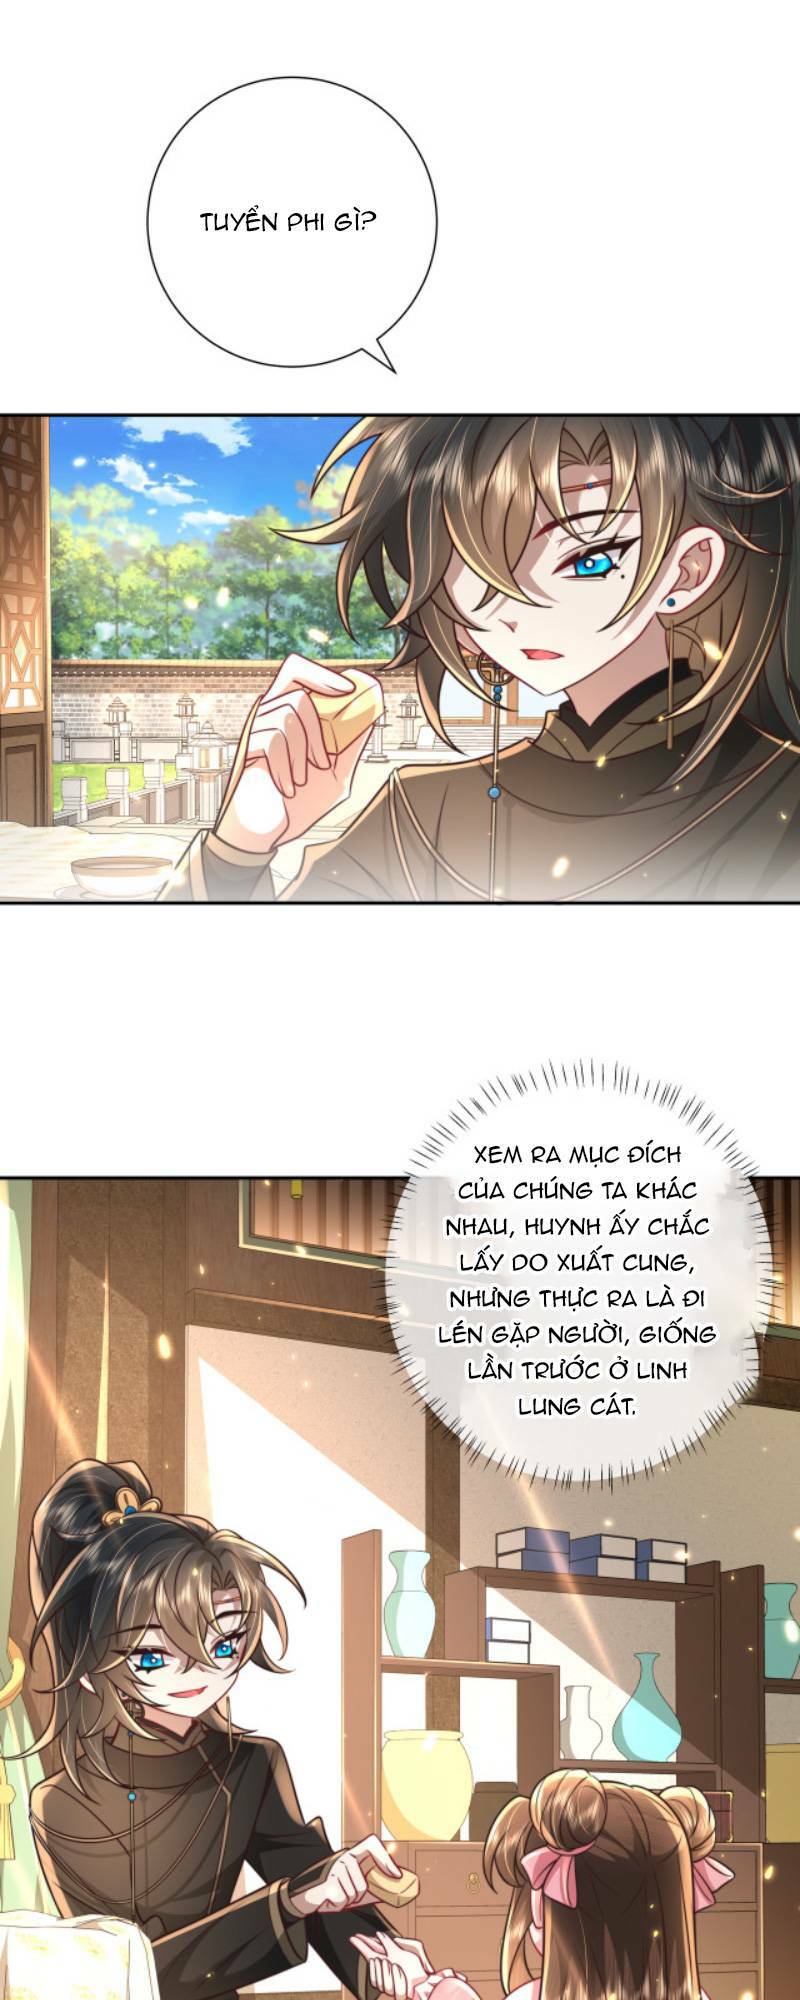 TUYỂN PHI GÌ?
XEM RA MỤC ĐÍCH
CỦA CHÚNG TA KHÁC
NHAU, HUYNH ẤY CHẮC
LẤY DO XUẤT CUNG,
NHƯNG THỰC RA LÀ ĐI
LÉN GẶP NGƯỜI, GIỐNG
LẦN TRƯỚC Ở LINH
LUNG CÁT.